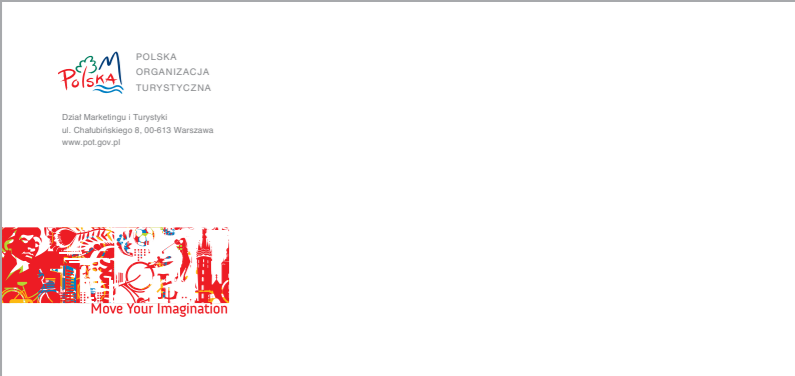 POLSKA
POLSKA
ORGANIZACJA
TURYSTYCZNA
Dział Marketingu i Turystyki
ul. Chałubińskiego 8, 00-613 Warszawa
www.pot.gov.pl
Move Your Imagination